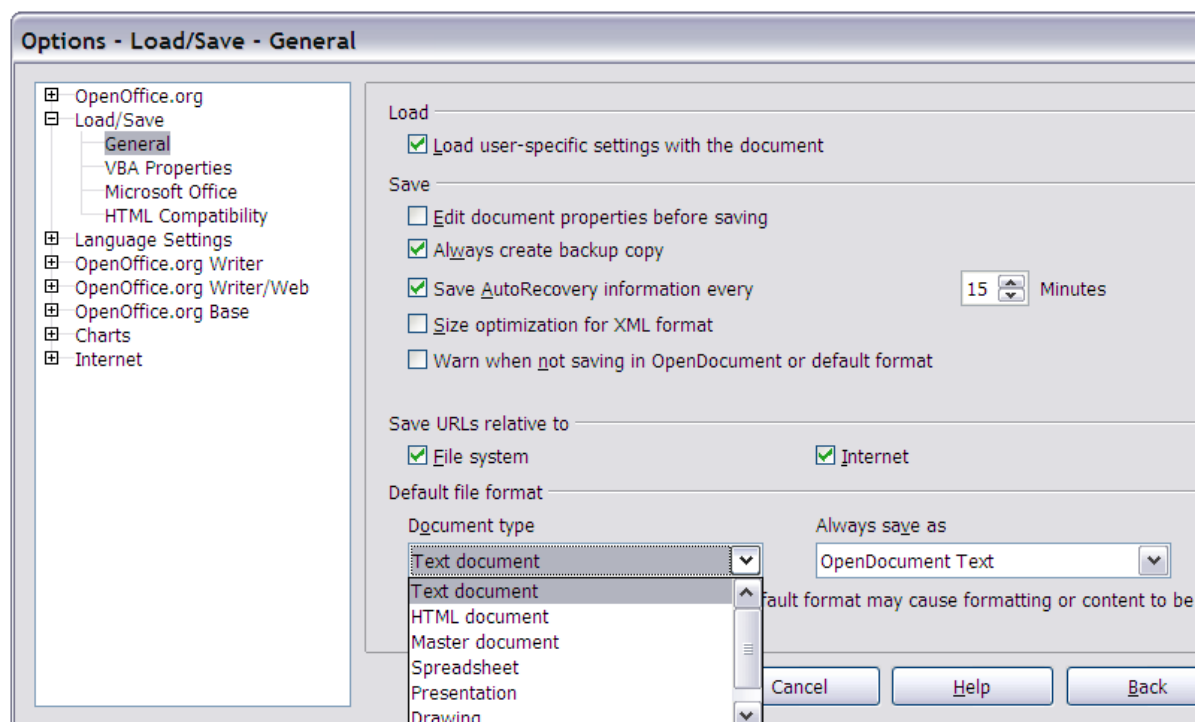 Options - Load/Save - General
OpenOffice.org
Load/Save
General
VBA Properties
Microsoft Office
HTML Compatibility
Language Settings
OpenOffice.org Writer
OpenOffice.org Writer/Web
OpenOffice.org Base
Charts
Internet
Load
Load user-specific settings with the document
Save
Edit document properties before saving
Always create backup copy
Save AutoRecovery information every 15 Minutes
Size optimization for XML format
Warn when not saving in OpenDocument or default format
Save URLs relative to
File system Internet
Default file format
Document type Always save as
Text document OpenDocument Text
Text document
fault format may cause formatting or content to be
HTML document
Master document
Spreadsheet
Presentation
Drawing
Cancel Help Back